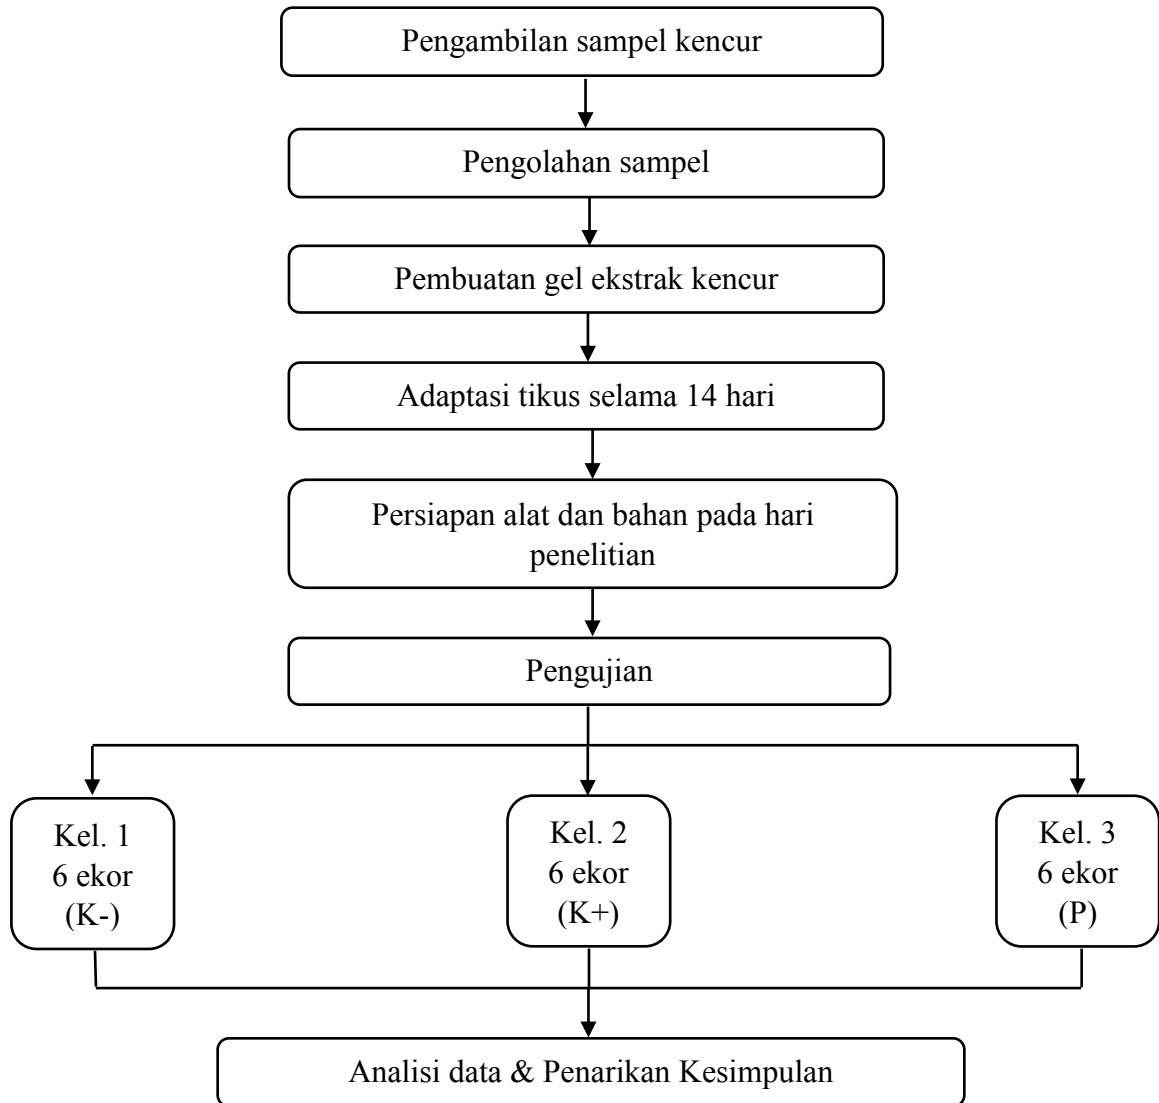 Pengambilan sampel kencur
Pengolahan sampel
Pembuatan gel ekstrak kencur
Adaptasi tikus selama 14 hari
Persiapan alat dan bahan pada hari
penelitian
Pengujian
Kel. 1
6 ekor
(K-)
Kel. 2
6 ekor
(K+)
Kel. 3
6 ekor
(P)
Analisi data & Penarikan Kesimpulan